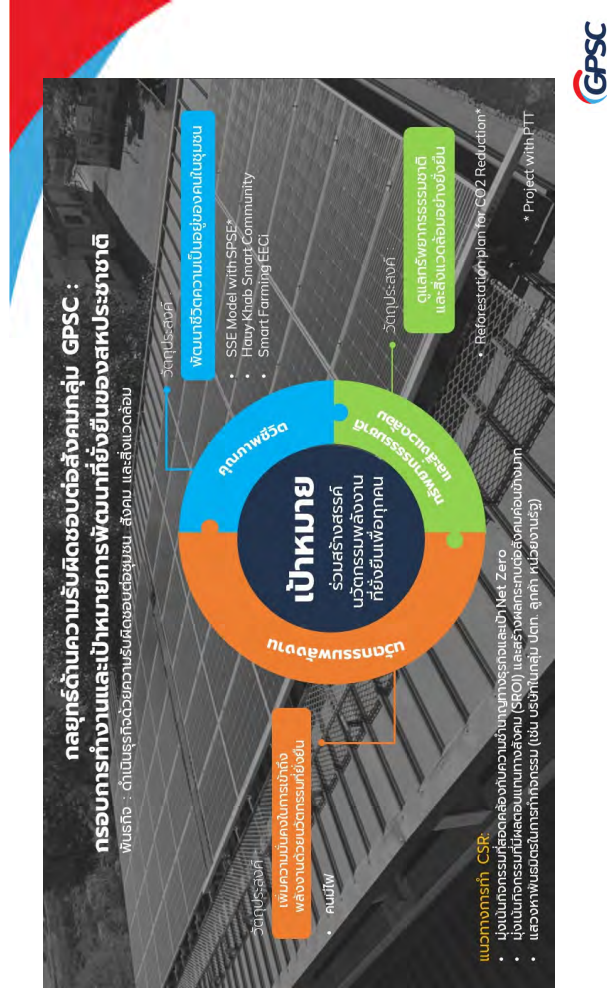 GPSC
กลยุทธ์ด้านความรับผิดชอบต่อสังคมกลุ่ม GPSC :
กรอบการทำงานและเป้าหมายการพัฒนาที่ยั่งยืนของสหประชาชาติ
พันธกิจ : ดำเนินธุรกิจด้วยความรับผิดชอบต่อชุมชน สังคม และสิ่งแวดล้อม
วัตถุประสงค์
เพิ่มความมั่นคงในการเข้าถึง
พลังงานด้วยนวัตกรรมที่ยั่งยืน
• คนมีไฟ
นวัตกรรมพลังงาน
คุณภาพชีวิต
ทรัพยากรธรรมชาติ
และสิ่งแวดล้อม
เป้าหมาย
ร่วมสร้างสรรค์
นวัตกรรมพลังงาน
ที่ยั่งยืนเพื่อทุกคน
วัตถุประสงค์
พัฒนาชีวิตความเป็นอยู่ของคนในชุมชน
• SSE Model with SPSE*
• Hauy Khab Smart Community
• Smart Farming EECi
วัตถุประสงค์ :
ดูแลทรัพยากรธรรมชาติ
และสิ่งแวดล้อมอย่างยั่งยืน
• Reforestation plan for CO2 Reduction*
* Project with PTT
แนวทางการทำ CSR:
• มุ่งเน้นกิจกรรมที่สอดคล้องกับความชำนาญทางธุรกิจและเป้า Net Zero
• มุ่งเน้นกิจกรรมที่มีผลตอบแทนทางสังคม (SROI) และสร้างผลกระทบต่อสังคมค่อนข้างมาก
• แสวงหาพันธมิตรในการทำกิจกรรม (เช่น บริษัทในกลุ่ม ปตท. ลูกค้า หน่วยงานรัฐ)